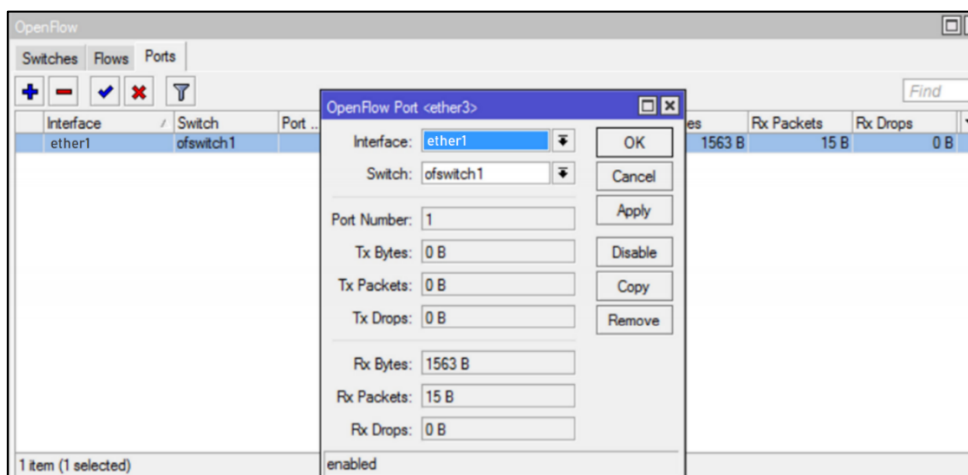 OpenFlow
Switches Flows Ports
Find
Interface Switch Port .. es Rx Packets Rx Drops
ether1 ofswitch1 1563 B 15 B 0 B
OpenFlow Port <ether3>
Interface: ether1
Switch: ofswitch1
Port Number: 1
Tx Bytes: 0 B
Tx Packets: 0 B
Tx Drops: 0 B
Rx Bytes: 1563 B
Rx Packets: 15 B
Rx Drops: 0 B
enabled
OK
Cancel
Apply
Disable
Copy
Remove
1 item (1 selected)